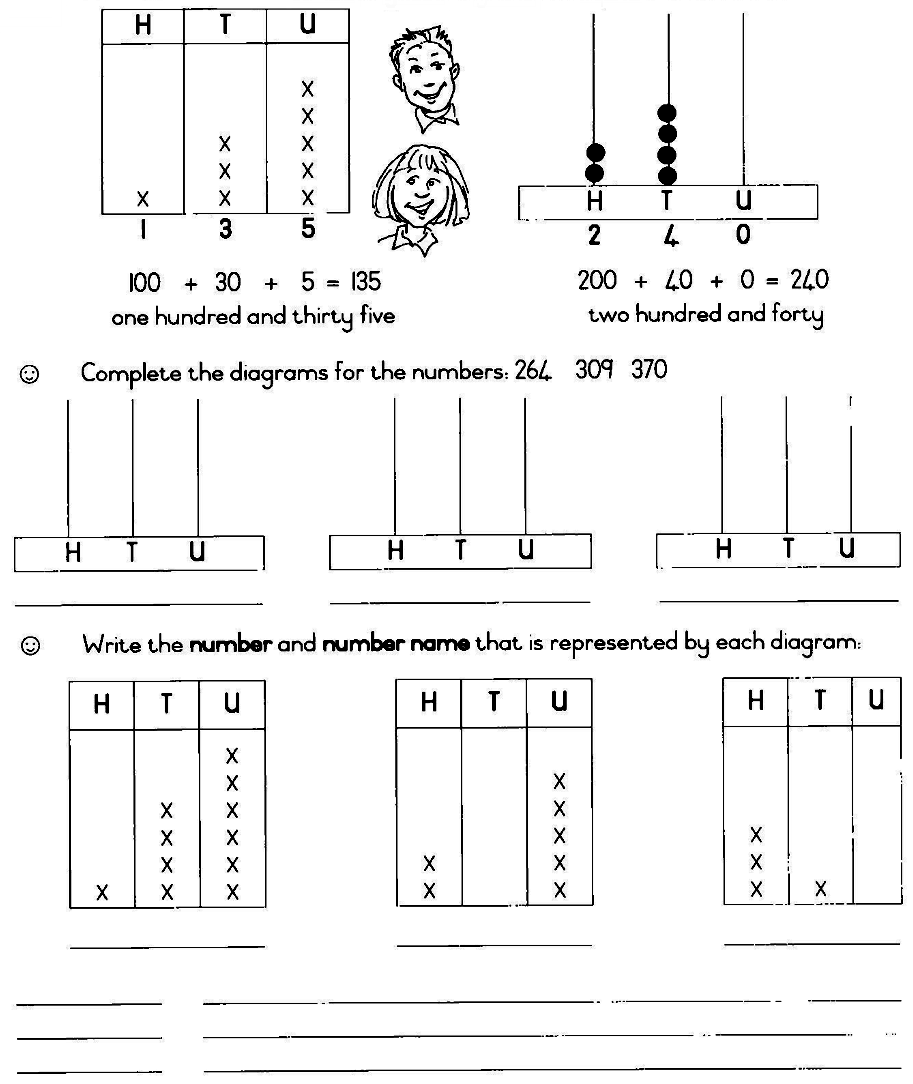 H T U
X
X
X X
X X
X X X
1 3 5
100 + 30 + 5 = 135
one hundred and thirty five
H T U
2 4 0
200 + 40 + 0 = 240
two hundred and forty
Complete the diagrams for the numbers: 264 309 370
H T U H T U H T U
Write the number and number name that is represented by each diagram:
H T U
X
X
X X
X X
X X
X X X
H T U
X
X
X
X X
X X
H T U
X
X
X X